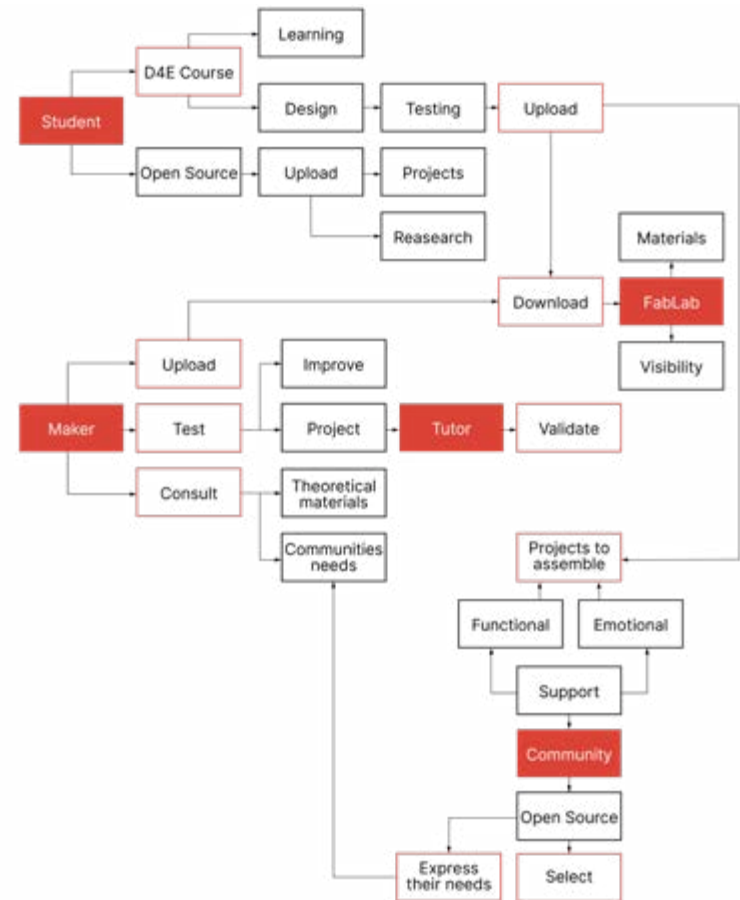 Learning
D4E Course
Student
Design
Testing
Upload
Open Source
Upload
Projects
Reasearch
Materials
Download
FabLab
Upload
Improve
Visibility
Maker
Test
Project
Tutor
Validate
Consult
Theoretical
materials
Communities
needs
Projects to
assemble
Functional
Emotional
Support
Community
Open Source
Express
their needs
Select